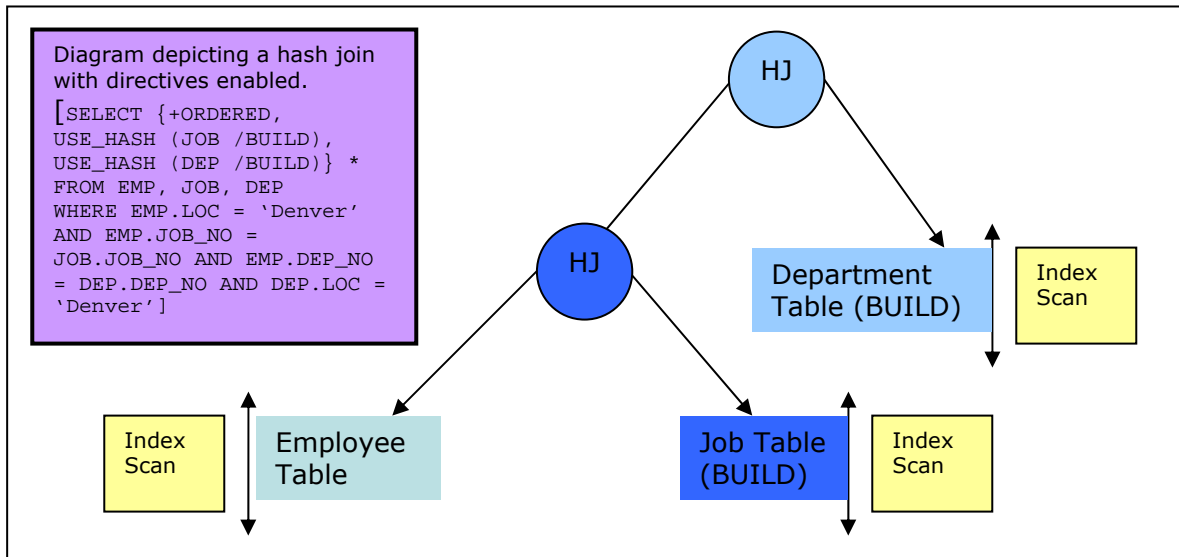 Diagram depicting a hash join
with directives enabled.
[SELECT {+ORDERED,
USE_HASH (JOB /BUILD),
USE_HASH (DEP /BUILD)} *
FROM EMP, JOB, DEP
WHERE EMP.LOC = ‘Denver’
AND EMP.JOB_NO =
JOB.JOB_NO AND EMP.DEP_NO
= DEP.DEP_NO AND DEP.LOC =
‘Denver’]
HJ
HJ
Department
Table (BUILD)
Index
Scan
Index
Scan
Employee
Table
Job Table
(BUILD)
Index
Scan